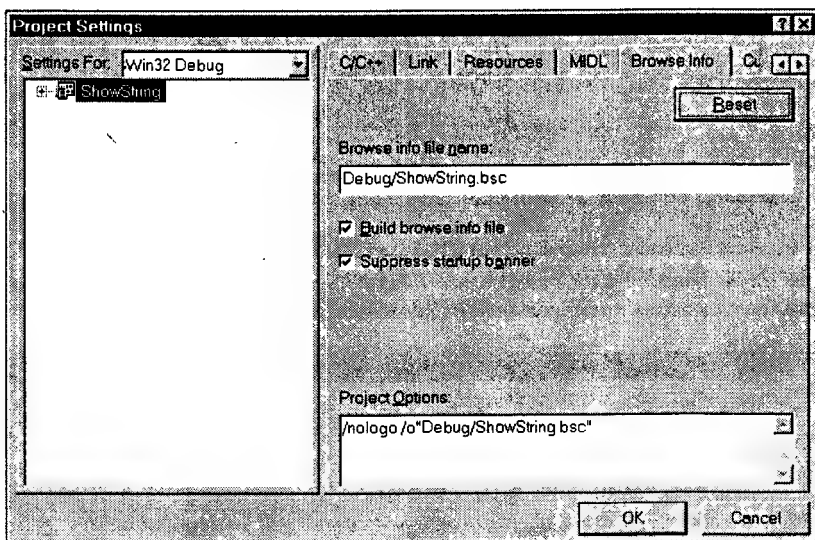 Project Settings
Settings For: Win32 Debug
ShowString
C/C++ Link Resources MIDL Browse Info Cu
Reset
Browse info file name:
Debug/ShowString.bsc
Build browse info file
Suppress startup banner
Project Options:
/nologo /o"Debug/ShowString bsc"
OK Cancel